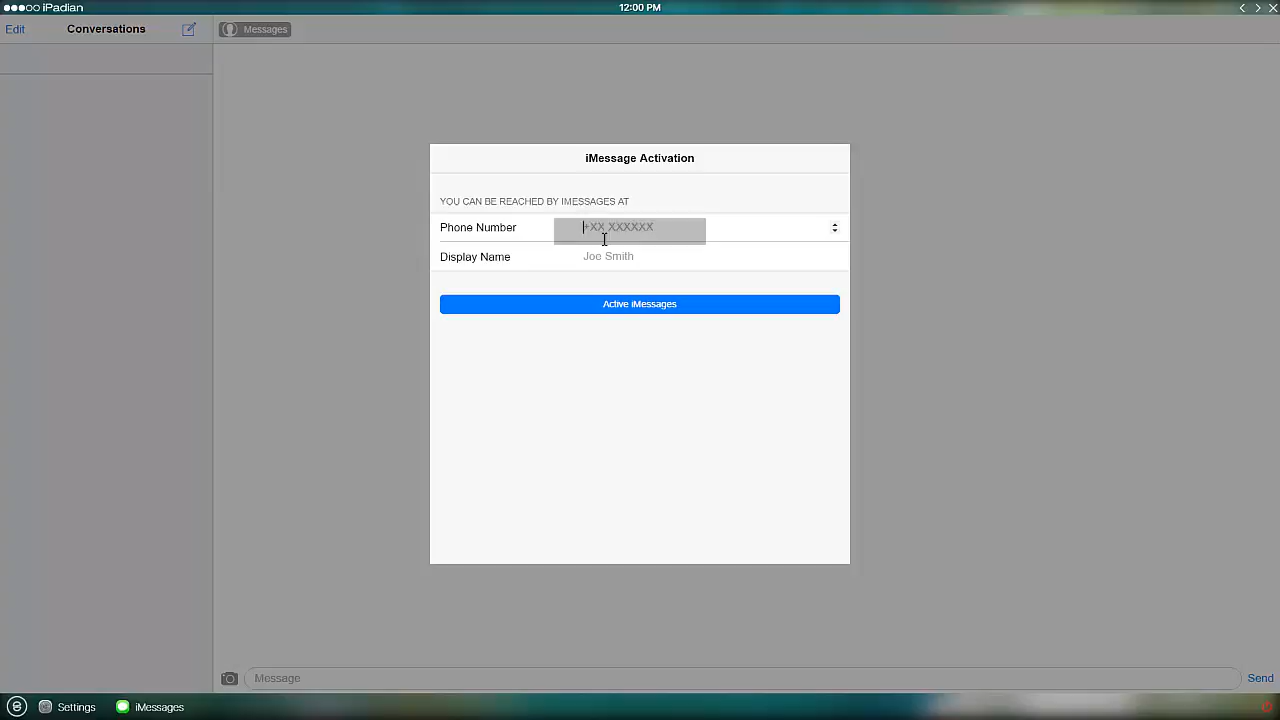 iPadian
12:00 PM
Edit
Conversations
Messages
iMessage Activation
YOU CAN BE REACHED BY IMESSAGES AT
Phone Number
+XX XXXXXX
Display Name
Joe Smith
Active iMessages
Message
Send
Settings
iMessages